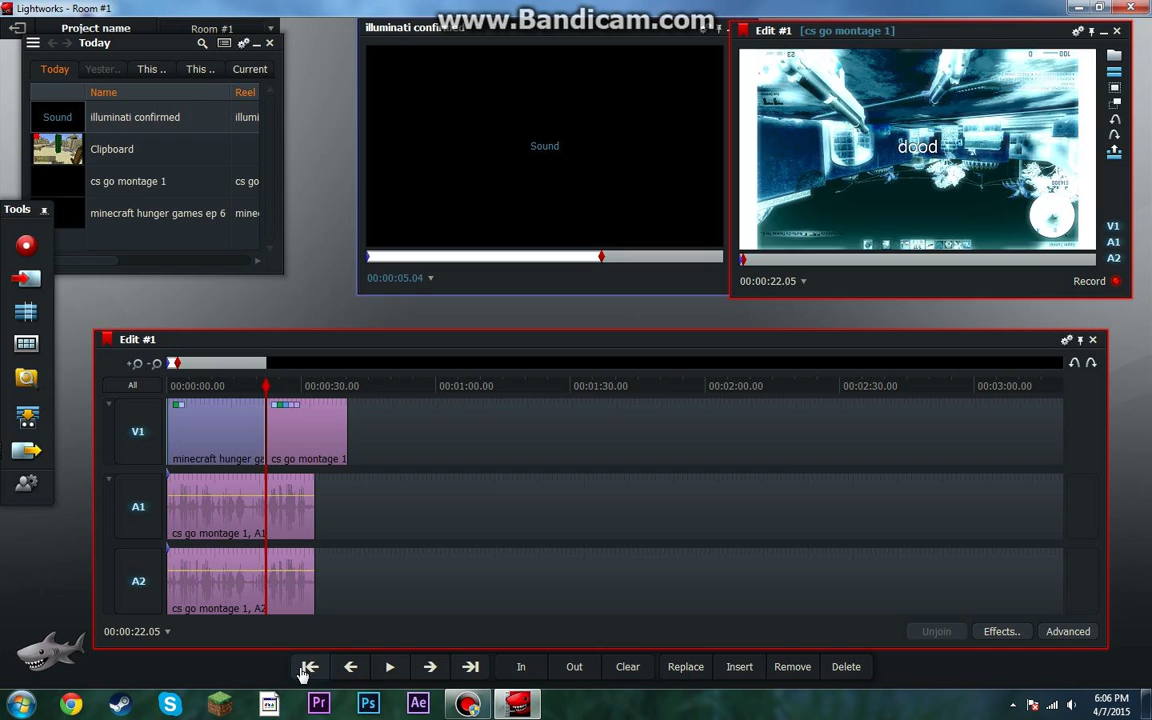 Lightworks - Room #1
www.Bandicam.com
Project name
Room #1
Today
Today
Yester..
This ..
This ..
Current
Name
Reel
Sound
illuminati confirmed
illumi
Clipboard
cs go montage 1
cs go
minecraft hunger games ep 6
mine
Tools
illuminati confirmed
Sound
00:00:05.04
Edit #1 [cs go montage 1]
dood
V1
A1
A2
00:00:22.05
Record
Edit #1
All
00:00:00.00
00:00:30.00
00:01:00.00
00:01:30.00
00:02:00.00
00:02:30.00
00:03:00.00
V1
minecraft hunger ga
cs go montage 1
A1
cs go montage 1, A1
A2
cs go montage 1, A2
00:00:22.05
Unjoin
Effects..
Advanced
In
Out
Clear
Replace
Insert
Remove
Delete
Pr
Ps
Ae
6:06 PM
4/7/2015